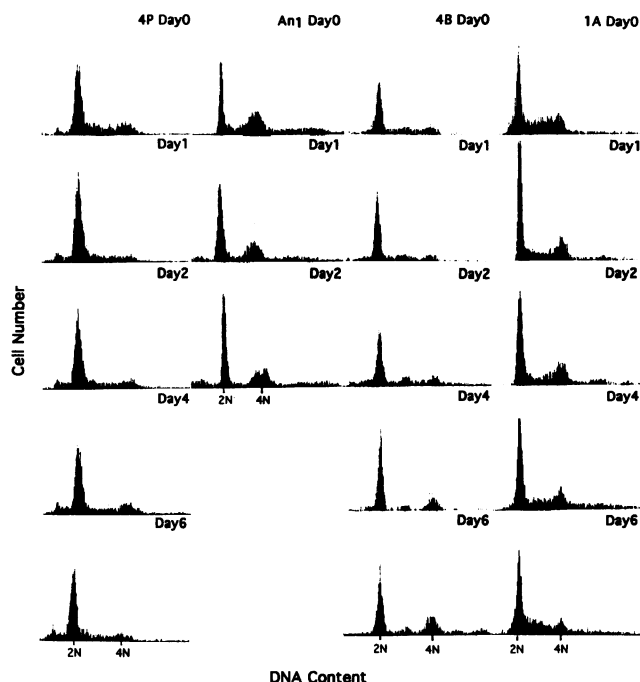 4P Day0 An1 Day0 4B Day0 1A Day0
Day1 Day1 Day1 Day1
Day2 Day2 Day2 Day2
Cell Number
2N 4N
Day4 Day4 Day4
Day6 Day6 Day6
2N 4N 2N 4N 2N 4N
DNA Content